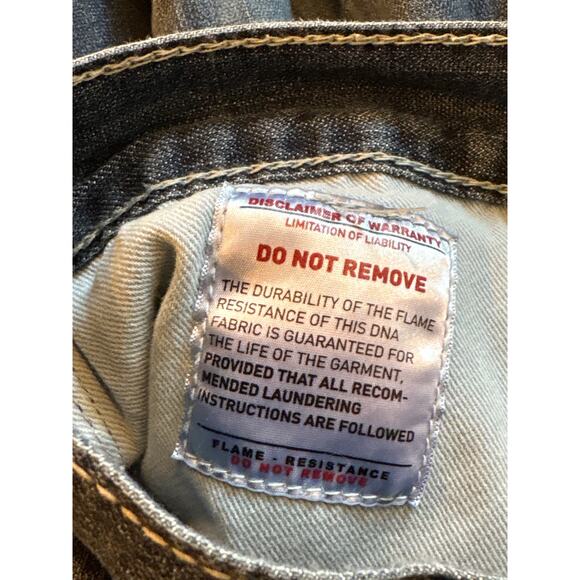 DISCLAIMER OF WARRANTY
LIMITATION OF LIABILITY
DO NOT REMOVE
THE DURABILITY OF THE FLAME
RESISTANCE OF THIS DNA
FABRIC IS GUARANTEED FOR
THE LIFE OF THE GARMENT,
PROVIDED THAT ALL RECOM-
MENDED LAUNDERING
INSTRUCTIONS ARE FOLLOWED
FLAME - RESISTANCE
DO NOT REMOVE